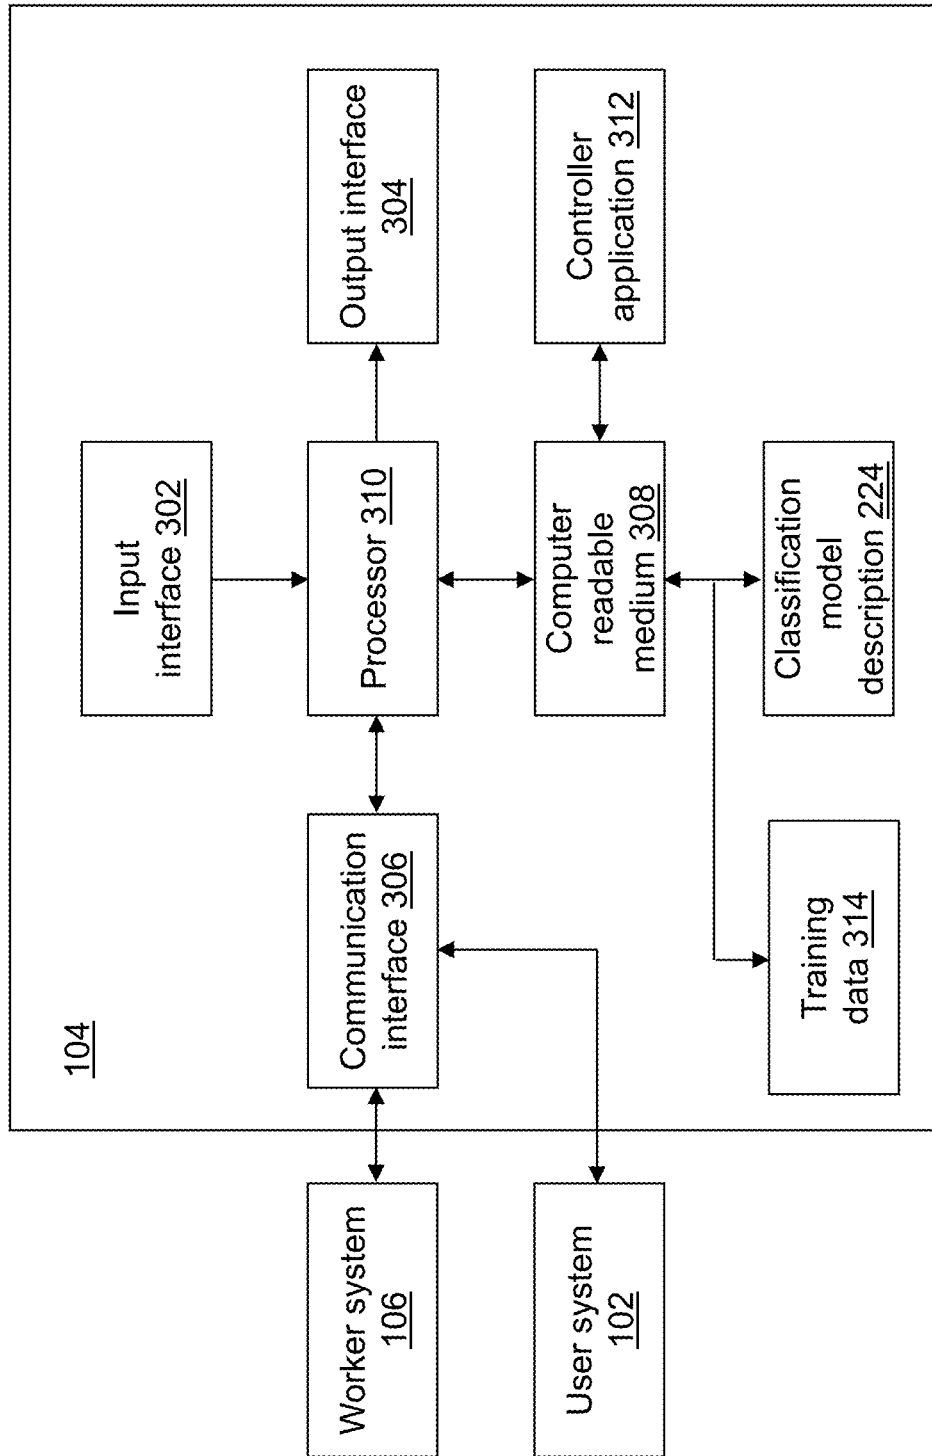 104
Input
interface 302
Worker system
106
Communication
interface 306
Processor 310
Output interface
304
User system
102
Computer
readable
medium 308
Controller
application 312
Training
data 314
Classification
model
description 224